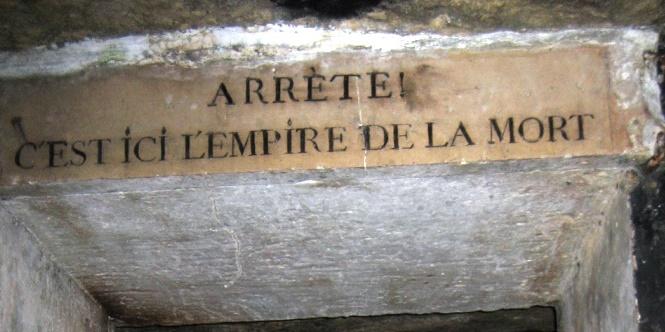 ARRÈTE!
C'EST ICI L'EMPIRE DE LA MORT